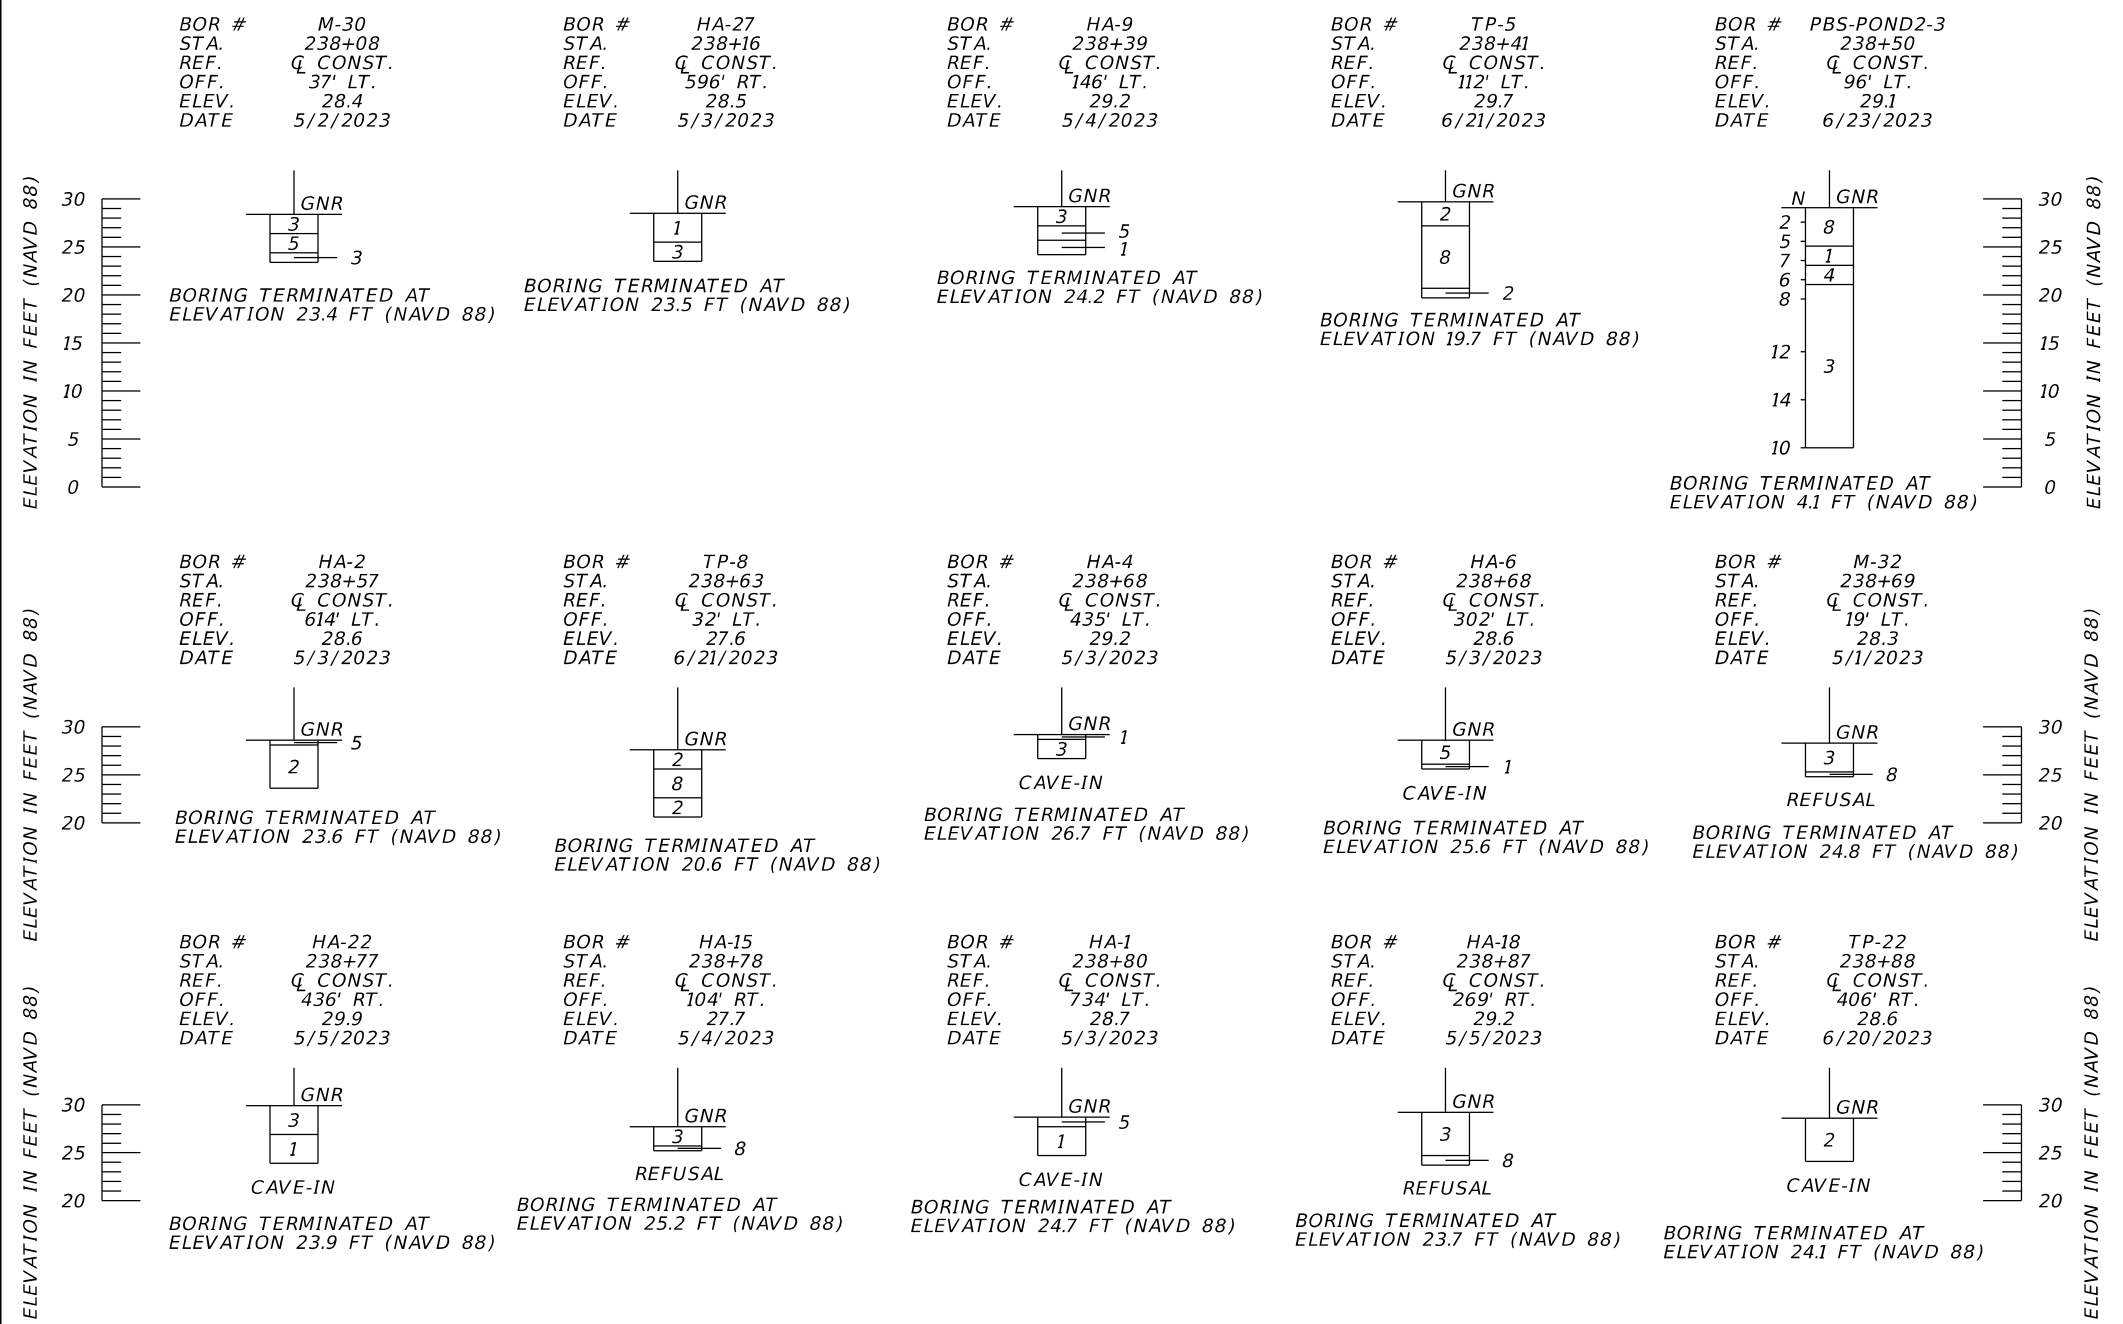 BOR # M-30
STA. 238+08
REF. ℄ CONST.
OFF. 37' LT.
ELEV. 28.4
DATE 5/2/2023
BOR # HA-27
STA. 238+16
REF. ℄ CONST.
OFF. 596' RT.
ELEV. 28.5
DATE 5/3/2023
BOR # HA-9
STA. 238+39
REF. ℄ CONST.
OFF. 146' LT.
ELEV. 29.2
DATE 5/4/2023
BOR # TP-5
STA. 238+41
REF. ℄ CONST.
OFF. 112' LT.
ELEV. 29.7
DATE 6/21/2023
BOR # PBS-POND2-3
STA. 238+50
REF. ℄ CONST.
OFF. 96' LT.
ELEV. 29.1
DATE 6/23/2023
ELEVATION IN FEET (NAVD 88)
30
25
20
15
10
5
0
GNR
3
5
3
BORING TERMINATED AT
ELEVATION 23.4 FT (NAVD 88)
GNR
1
3
BORING TERMINATED AT
ELEVATION 23.5 FT (NAVD 88)
GNR
3
5
1
BORING TERMINATED AT
ELEVATION 24.2 FT (NAVD 88)
GNR
2
8
2
BORING TERMINATED AT
ELEVATION 19.7 FT (NAVD 88)
N GNR
2
8
5
7
1
6
4
8
12
3
14
10
BORING TERMINATED AT
ELEVATION 4.1 FT (NAVD 88)
30
25
20
15
10
5
0
ELEVATION IN FEET (NAVD 88)
BOR # HA-2
STA. 238+57
REF. ℄ CONST.
OFF. 614' LT.
ELEV. 28.6
DATE 5/3/2023
BOR # TP-8
STA. 238+63
REF. ℄ CONST.
OFF. 32' LT.
ELEV. 27.6
DATE 6/21/2023
BOR # HA-4
STA. 238+68
REF. ℄ CONST.
OFF. 435' LT.
ELEV. 29.2
DATE 5/3/2023
BOR # HA-6
STA. 238+68
REF. ℄ CONST.
OFF. 302' LT.
ELEV. 28.6
DATE 5/3/2023
BOR # M-32
STA. 238+69
REF. ℄ CONST.
OFF. 19' LT.
ELEV. 28.3
DATE 5/1/2023
ELEVATION IN FEET (NAVD 88)
30
25
20
GNR
5
2
BORING TERMINATED AT
ELEVATION 23.6 FT (NAVD 88)
GNR
2
8
2
BORING TERMINATED AT
ELEVATION 20.6 FT (NAVD 88)
GNR
1
3
CAVE-IN
BORING TERMINATED AT
ELEVATION 26.7 FT (NAVD 88)
GNR
5
1
CAVE-IN
BORING TERMINATED AT
ELEVATION 25.6 FT (NAVD 88)
GNR
3
8
REFUSAL
BORING TERMINATED AT
ELEVATION 24.8 FT (NAVD 88)
30
25
20
ELEVATION IN FEET (NAVD 88)
BOR # HA-22
STA. 238+77
REF. ℄ CONST.
OFF. 436' RT.
ELEV. 29.9
DATE 5/5/2023
BOR # HA-15
STA. 238+78
REF. ℄ CONST.
OFF. 104' RT.
ELEV. 27.7
DATE 5/4/2023
BOR # HA-1
STA. 238+80
REF. ℄ CONST.
OFF. 734' LT.
ELEV. 28.7
DATE 5/3/2023
BOR # HA-18
STA. 238+87
REF. ℄ CONST.
OFF. 269' RT.
ELEV. 29.2
DATE 5/5/2023
BOR # TP-22
STA. 238+88
REF. ℄ CONST.
OFF. 406' RT.
ELEV. 28.6
DATE 6/20/2023
ELEVATION IN FEET (NAVD 88)
30
25
20
GNR
3
1
CAVE-IN
BORING TERMINATED AT
ELEVATION 23.9 FT (NAVD 88)
GNR
3
8
REFUSAL
BORING TERMINATED AT
ELEVATION 25.2 FT (NAVD 88)
GNR
5
1
CAVE-IN
BORING TERMINATED AT
ELEVATION 24.7 FT (NAVD 88)
GNR
3
8
REFUSAL
BORING TERMINATED AT
ELEVATION 23.7 FT (NAVD 88)
GNR
2
CAVE-IN
BORING TERMINATED AT
ELEVATION 24.1 FT (NAVD 88)
30
25
20
ELEVATION IN FEET (NAVD 88)